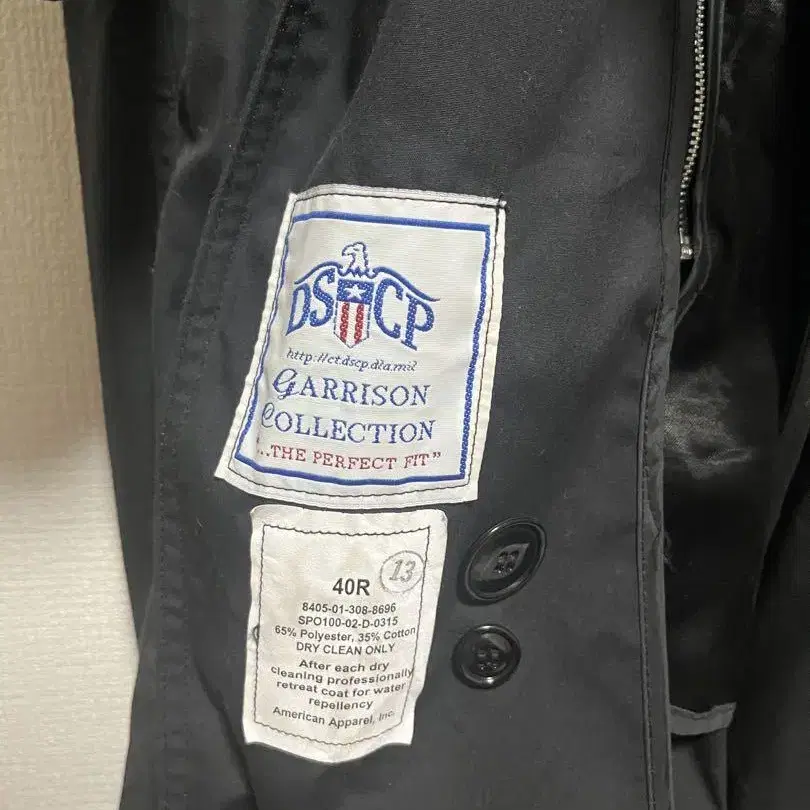 DSCP
http://ct.dscp.dla.mil
GARRISON
COLLECTION
...THE PERFECT FIT"
13
40R
8405-01-308-8696
SPO100-02-D-0315
65% Polyester, 35% Cotton
DRY CLEAN ONLY
After each dry
cleaning professionally
retreat coat for water
repellency
American Apparel, Inc.